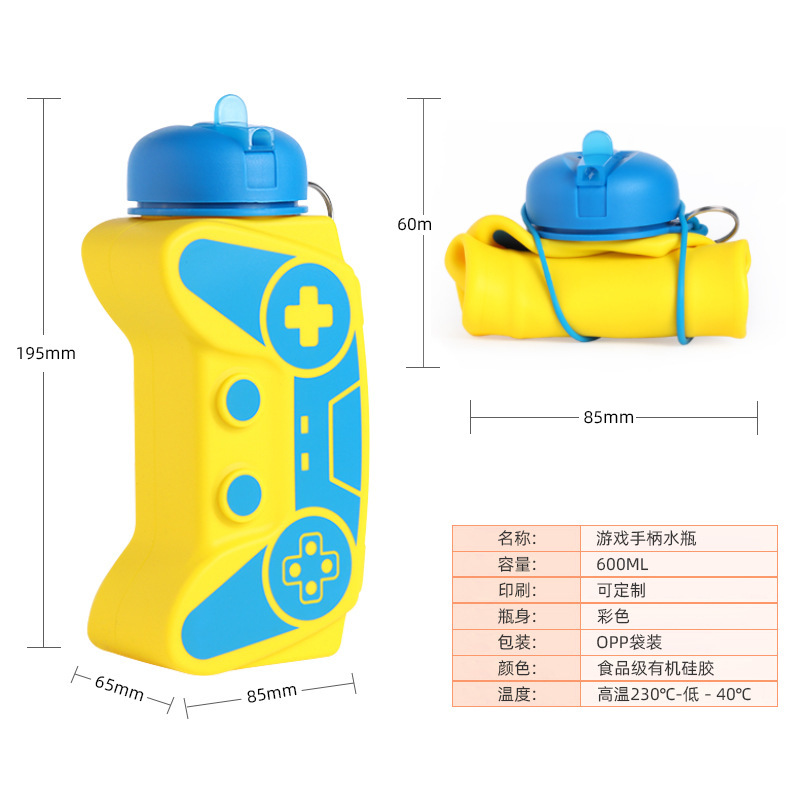 195mm
65mm
85mm
60m
85mm
名称： 游戏手柄水瓶
容量： 600ML
印刷： 可定制
瓶身： 彩色
包装： OPP袋装
颜色： 食品级有机硅胶
温度： 高温230℃-低 - 40℃